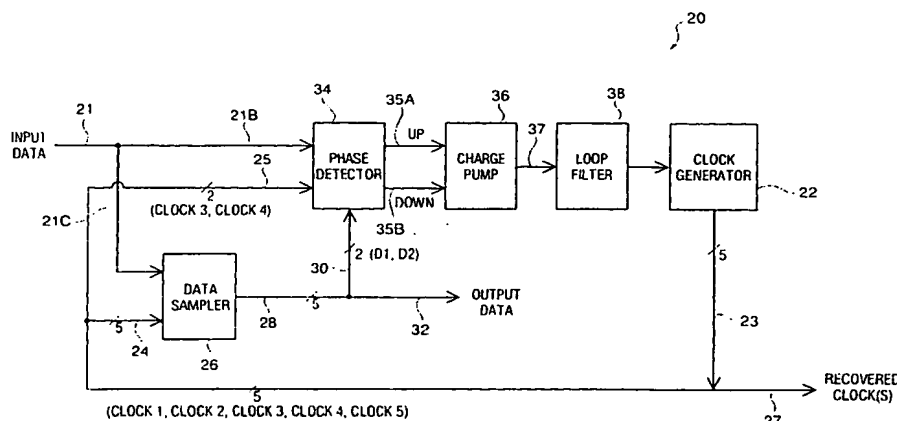 20
21
INPUT
DATA
21B
34
35A
36
38
UP
37
25
PHASE
DETECTOR
CHARGE
PUMP
LOOP
FILTER
CLOCK
GENERATOR
22
2
(CLOCK 3, CLOCK 4)
DOWN
35B
21C
2 (D1, D2)
30
5
DATA
SAMPLER
28
5
32
OUTPUT
DATA
5
24
26
23
5
(CLOCK 1, CLOCK 2, CLOCK 3, CLOCK 4, CLOCK 5)
RECOVERED
CLOCK(S)
27